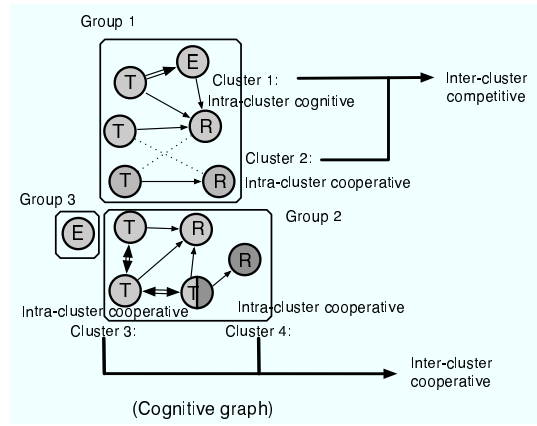 Group 1
E
T
Cluster 1:
Inter-cluster
competitive
Intra-cluster cognitive
T
R
Cluster 2:
T
R
Intra-cluster cooperative
Group 3
Group 2
E
T
R
R
T
T
Intra-cluster cooperative
Intra-cluster cooperative
Cluster 3:
Cluster 4:
Inter-cluster
cooperative
(Cognitive graph)